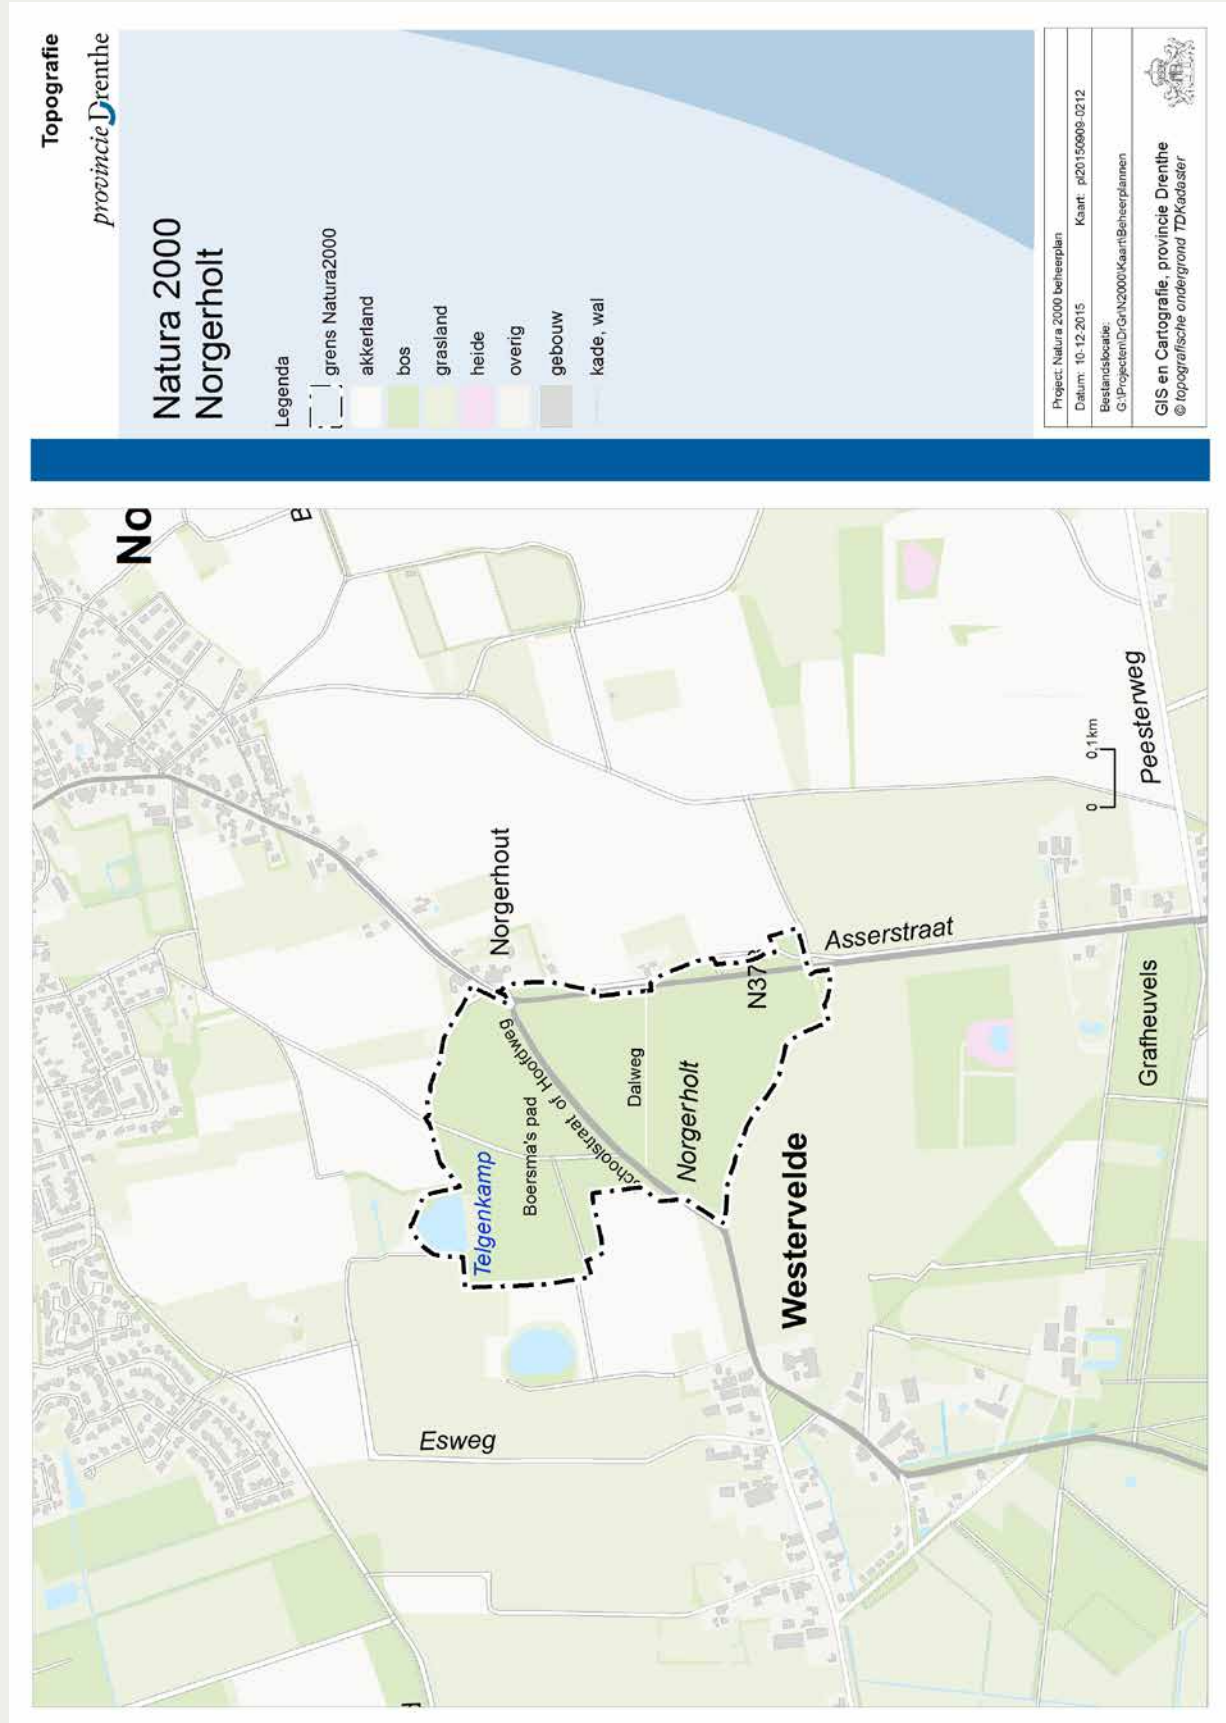 Topografie
provincie Drenthe
Natura 2000
Norgerholt
Legenda
grens Natura2000
akkerland
bos
grasland
heide
overig
gebouw
kade, wal
Project: Natura 2000 beheerplan
Datum: 10-12-2015 Kaart: pl20150909-0212
Bestandslocatie:
G:\Projecten\DrGr\N2000\Kaart\Beheerplannen
GIS en Cartografie, provincie Drenthe
© topografische ondergrond TDKadaster
No
B
Norgerhout
Schoolstraat of Hoofdweg
Telgenkamp
Boersma's pad
Dalweg
Norgerholt
N37
Asserstraat
Westervelde
Esweg
0 0,1km
Peesterweg
Grafheuvels